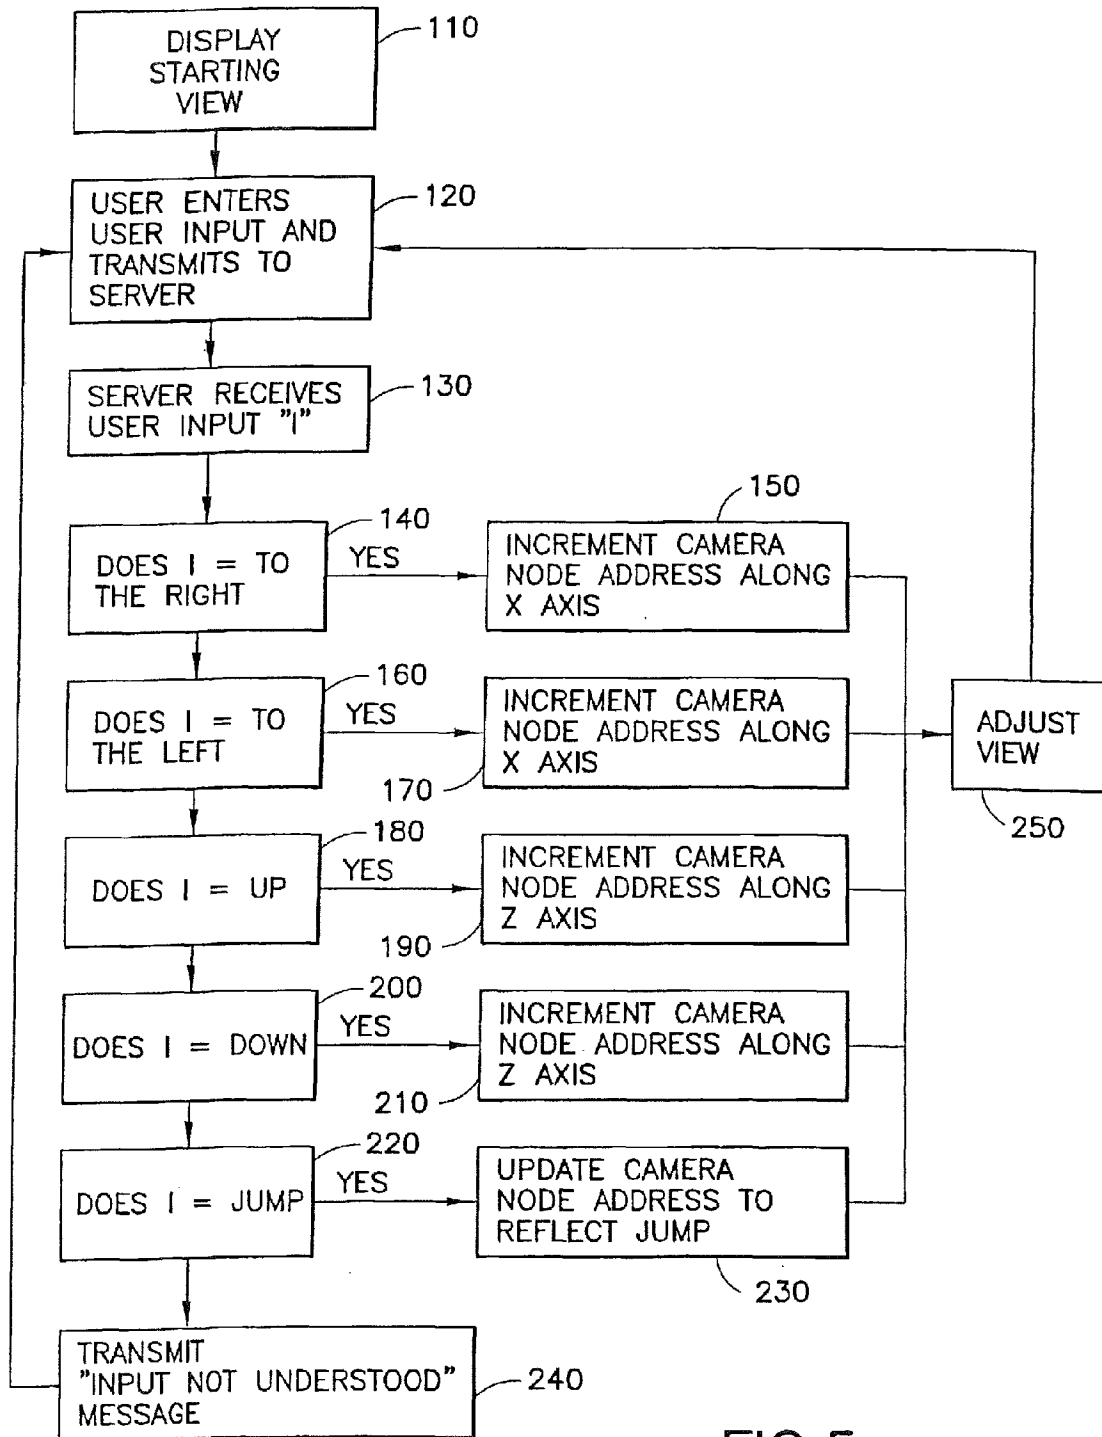 DISPLAY
STARTING
VIEW
110
USER ENTERS
USER INPUT AND
TRANSMITS TO
SERVER
120
SERVER RECEIVES
USER INPUT "I"
130
DOES I = TO
THE RIGHT
140
YES
INCREMENT CAMERA
NODE ADDRESS ALONG
X AXIS
150
DOES I = TO
THE LEFT
160
YES
INCREMENT CAMERA
NODE ADDRESS ALONG
X AXIS
170
ADJUST
VIEW
250
DOES I = UP
180
YES
INCREMENT CAMERA
NODE ADDRESS ALONG
Z AXIS
190
DOES I = DOWN
200
YES
INCREMENT CAMERA
NODE ADDRESS ALONG
Z AXIS
210
DOES I = JUMP
220
YES
UPDATE CAMERA
NODE ADDRESS TO
REFLECT JUMP
230
TRANSMIT
"INPUT NOT UNDERSTOOD"
MESSAGE
240